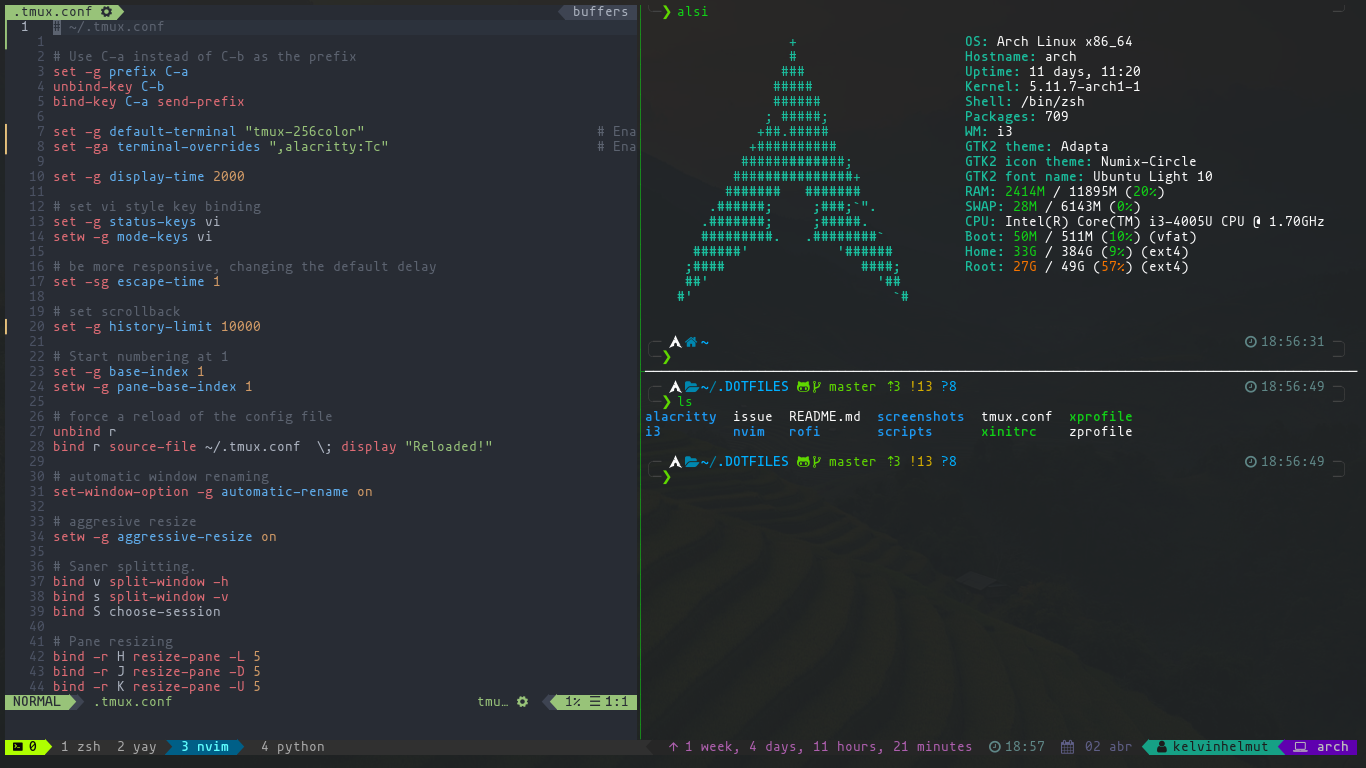 .tmux.conf
buffers
1 # ~/.tmux.conf
1
2 # Use C-a instead of C-b as the prefix
3 set -g prefix C-a
4 unbind-key C-b
5 bind-key C-a send-prefix
6
7 set -g default-terminal "tmux-256color" # Ena
8 set -ga terminal-overrides ",alacritty:Tc" # Ena
9
10 set -g display-time 2000
11
12 # set vi style key binding
13 set -g status-keys vi
14 setw -g mode-keys vi
15
16 # be more responsive, changing the default delay
17 set -sg escape-time 1
18
19 # set scrollback
20 set -g history-limit 10000
21
22 # Start numbering at 1
23 set -g base-index 1
24 setw -g pane-base-index 1
25
26 # force a reload of the config file
27 unbind r
28 bind r source-file ~/.tmux.conf \; display "Reloaded!"
29
30 # automatic window renaming
31 set-window-option -g automatic-rename on
32
33 # aggresive resize
34 setw -g aggressive-resize on
35
36 # Saner splitting.
37 bind v split-window -h
38 bind s split-window -v
39 bind S choose-session
40
41 # Pane resizing
42 bind -r H resize-pane -L 5
43 bind -r J resize-pane -D 5
44 bind -r K resize-pane -U 5
NORMAL .tmux.conf tmu… 1% ☰ 1:1
❯ alsi
+
#
###
#####
######
; #####;
+##.#####
+##########
#############;
###############+
####### #######
.######; ;###;`".
.#######; ;#####.
#########. .########`
######' '######
;#### ####;
##' '##
#' `#
OS: Arch Linux x86_64
Hostname: arch
Uptime: 11 days, 11:20
Kernel: 5.11.7-arch1-1
Shell: /bin/zsh
Packages: 709
WM: i3
GTK2 theme: Adapta
GTK2 icon theme: Numix-Circle
GTK2 font name: Ubuntu Light 10
RAM: 2414M / 11895M (20%)
SWAP: 28M / 6143M (0%)
CPU: Intel(R) Core(TM) i3-4005U CPU @ 1.70GHz
Boot: 50M / 511M (10%) (vfat)
Home: 33G / 384G (9%) (ext4)
Root: 27G / 49G (57%) (ext4)
~ 18:56:31
❯
~/.DOTFILES master ⇡3 !13 ?8 18:56:49
❯ ls
alacritty issue README.md screenshots tmux.conf xprofile
i3 nvim rofi scripts xinitrc zprofile
~/.DOTFILES master ⇡3 !13 ?8 18:56:49
❯
0 1 zsh 2 yay 3 nvim 4 python ↑ 1 week, 4 days, 11 hours, 21 minutes 18:57 02 abr kelvinhelmut arch